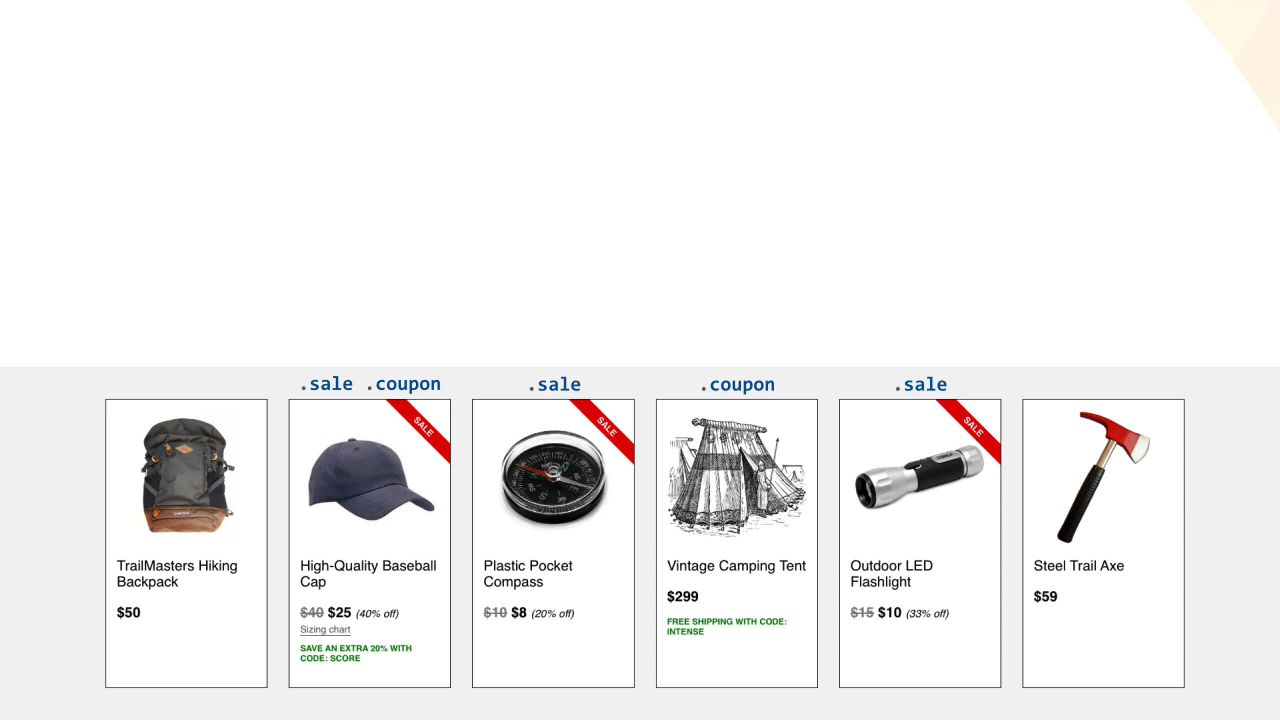 .sale .coupon
.sale
.coupon
.sale
SALE
SALE
SALE
TrailMasters Hiking
Backpack
$50
High-Quality Baseball
Cap
$40 $25 (40% off)
Sizing chart
SAVE AN EXTRA 20% WITH
CODE: SCORE
Plastic Pocket
Compass
$10 $8 (20% off)
Vintage Camping Tent
$299
FREE SHIPPING WITH CODE:
INTENSE
Outdoor LED
Flashlight
$15 $10 (33% off)
Steel Trail Axe
$59